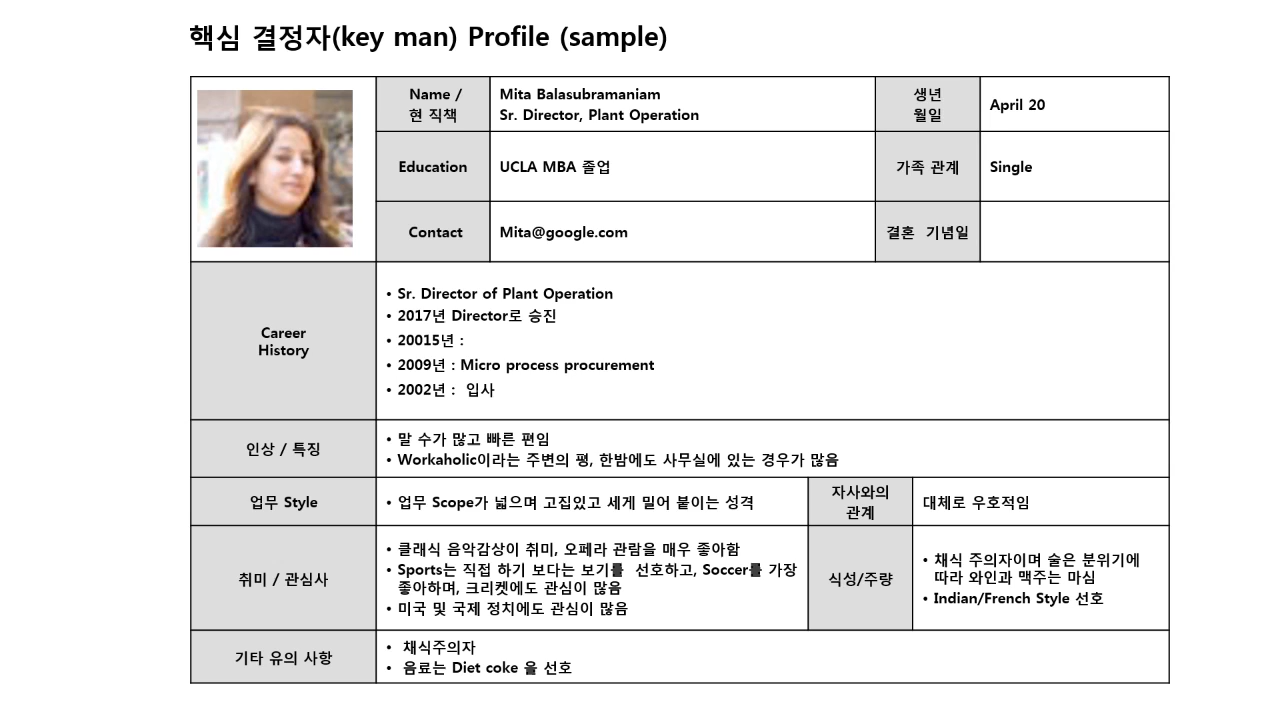 핵심 결정자(key man) Profile (sample)
Name /
현 직책
Mita Balasubramaniam
Sr. Director, Plant Operation
생년
월일
April 20
Education
UCLA MBA 졸업
가족 관계
Single
Contact
Mita@google.com
결혼 기념일
Career
History
• Sr. Director of Plant Operation
• 2017년 Director로 승진
• 20015년 :
• 2009년 : Micro process procurement
• 2002년 : 입사
인상 / 특징
• 말 수가 많고 빠른 편임
• Workaholic이라는 주변의 평, 한밤에도 사무실에 있는 경우가 많음
업무 Style
• 업무 Scope가 넓으며 고집있고 세게 밀어 붙이는 성격
자사와의
관계
대체로 우호적임
취미 / 관심사
• 클래식 음악감상이 취미, 오페라 관람을 매우 좋아함
• Sports는 직접 하기 보다는 보기를 선호하고, Soccer를 가장
좋아하며, 크리켓에도 관심이 많음
• 미국 및 국제 정치에도 관심이 많음
식성/주량
• 채식 주의자이며 술은 분위기에
따라 와인과 맥주는 마심
• Indian/French Style 선호
기타 유의 사항
• 채식주의자
• 음료는 Diet coke 을 선호